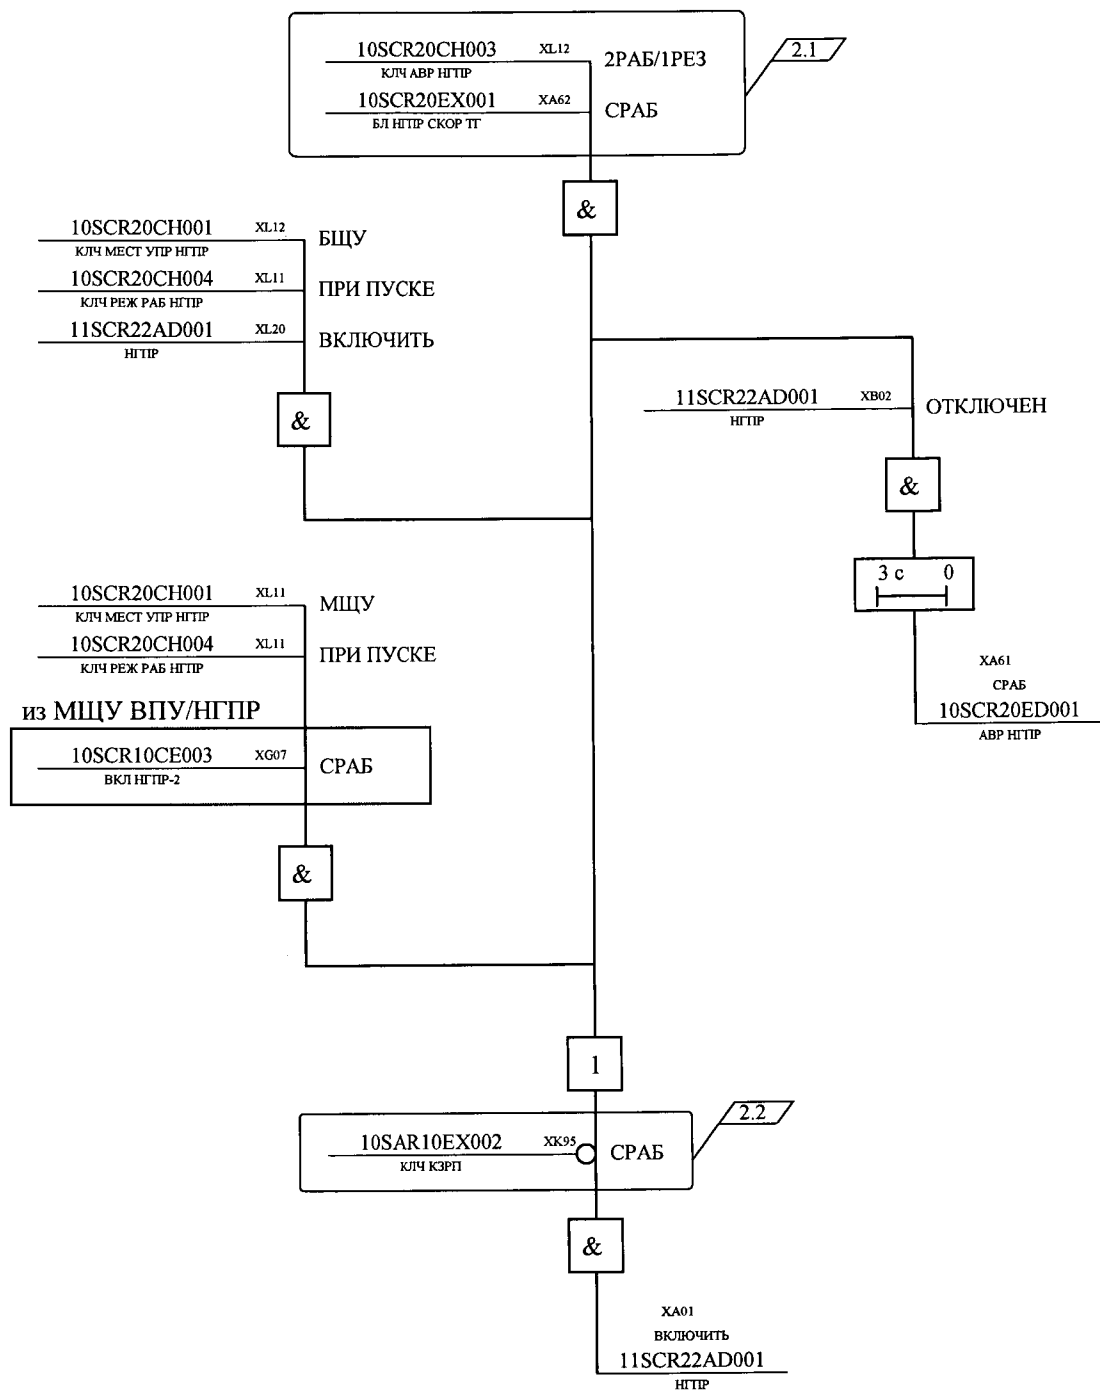 10SCR20CH003 XL12 2РАБ/1РЕЗ
КЛЧ АВР НГПР
10SCR20EX001 XA62 СРАБ
БЛ НГПР СКОР ТГ
2.1
&
10SCR20CH001 XL12 БЩУ
КЛЧ МЕСТ УПР НГПР
10SCR20CH004 XL11 ПРИ ПУСКЕ
КЛЧ РЕЖ РАБ НГПР
11SCR22AD001 XL20 ВКЛЮЧИТЬ
НГПР
&
11SCR22AD001 XB02 ОТКЛЮЧЕН
НГПР
&
3 с 0
XA61
СРАБ
10SCR20ED001
АВР НГПР
10SCR20CH001 XL11 МЩУ
КЛЧ МЕСТ УПР НГПР
10SCR20CH004 XL11 ПРИ ПУСКЕ
КЛЧ РЕЖ РАБ НГПР
из МЩУ ВПУ/НГПР
10SCR10CE003 XG07 СРАБ
ВКЛ НГПР-2
&
1
2.2
10SAR10EX002 XK95 СРАБ
КЛЧ КЗРП
&
XA01
ВКЛЮЧИТЬ
11SCR22AD001
НГПР